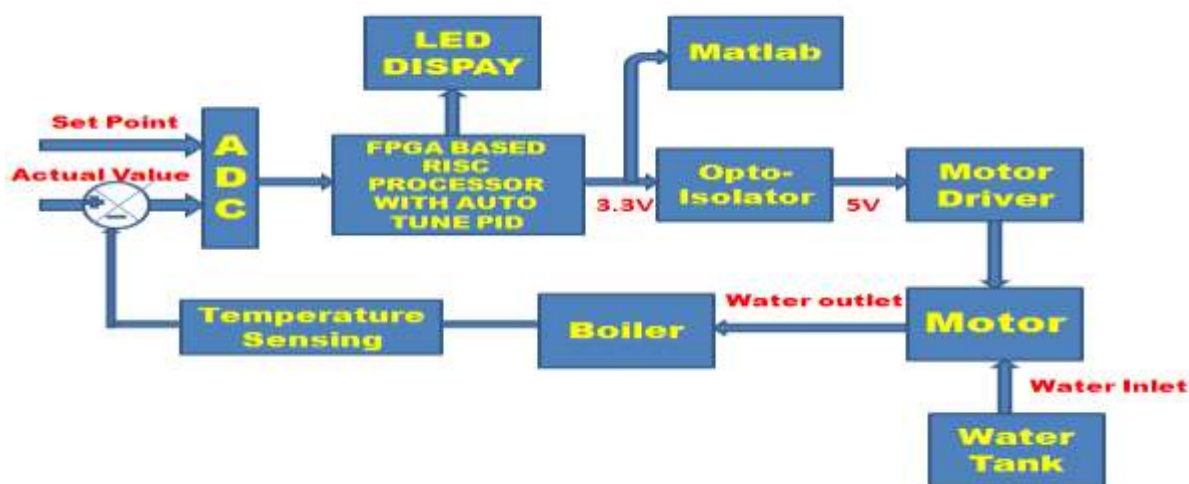 LED
DISPAY
Matlab
Set Point
Actual Value
A
D
C
FPGA BASED
RISC
PROCESSOR
WITH AUTO
TUNE PID
3.3V
Opto-
Isolator
5V
Motor
Driver
Temperature
Sensing
Boiler
Water outlet
Motor
Water Inlet
Water
Tank